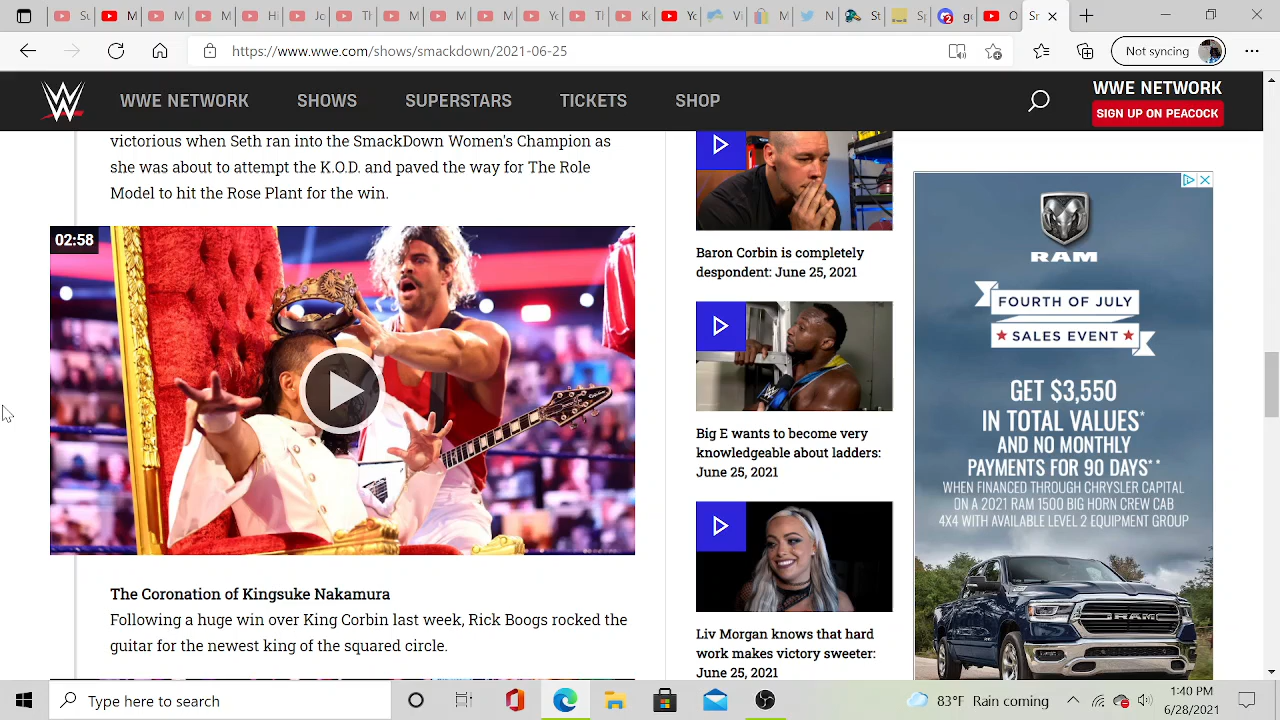 Not syncing
https://www.wwe.com/shows/smackdown/2021-06-25
WWE NETWORK
SHOWS
SUPERSTARS
TICKETS
SHOP
WWE NETWORK
SIGN UP ON PEACOCK
victorious when Seth ran into the SmackDown Women's Champion as
she was about to attempt the K.O.D. and paved the way for The Role
Model to hit the Rose Plant for the win.
02:58
The Coronation of Kingsuke Nakamura
Following a huge win over King Corbin last week, Rick Boogs rocked the
guitar for the newest king of the squared circle.
Baron Corbin is completely
despondent: June 25, 2021
Big E wants to become very
knowledgeable about ladders:
June 25, 2021
Liv Morgan knows that hard
work makes victory sweeter:
June 25, 2021
RAM
FOURTH OF JULY
SALES EVENT
GET $3,550
IN TOTAL VALUES*
AND NO MONTHLY
PAYMENTS FOR 90 DAYS**
WHEN FINANCED THROUGH CHRYSLER CAPITAL
ON A 2021 RAM 1500 BIG HORN CREW CAB
4X4 WITH AVAILABLE LEVEL 2 EQUIPMENT GROUP
RAM
Type here to search
83°F Rain coming
1:40 PM
6/28/2021